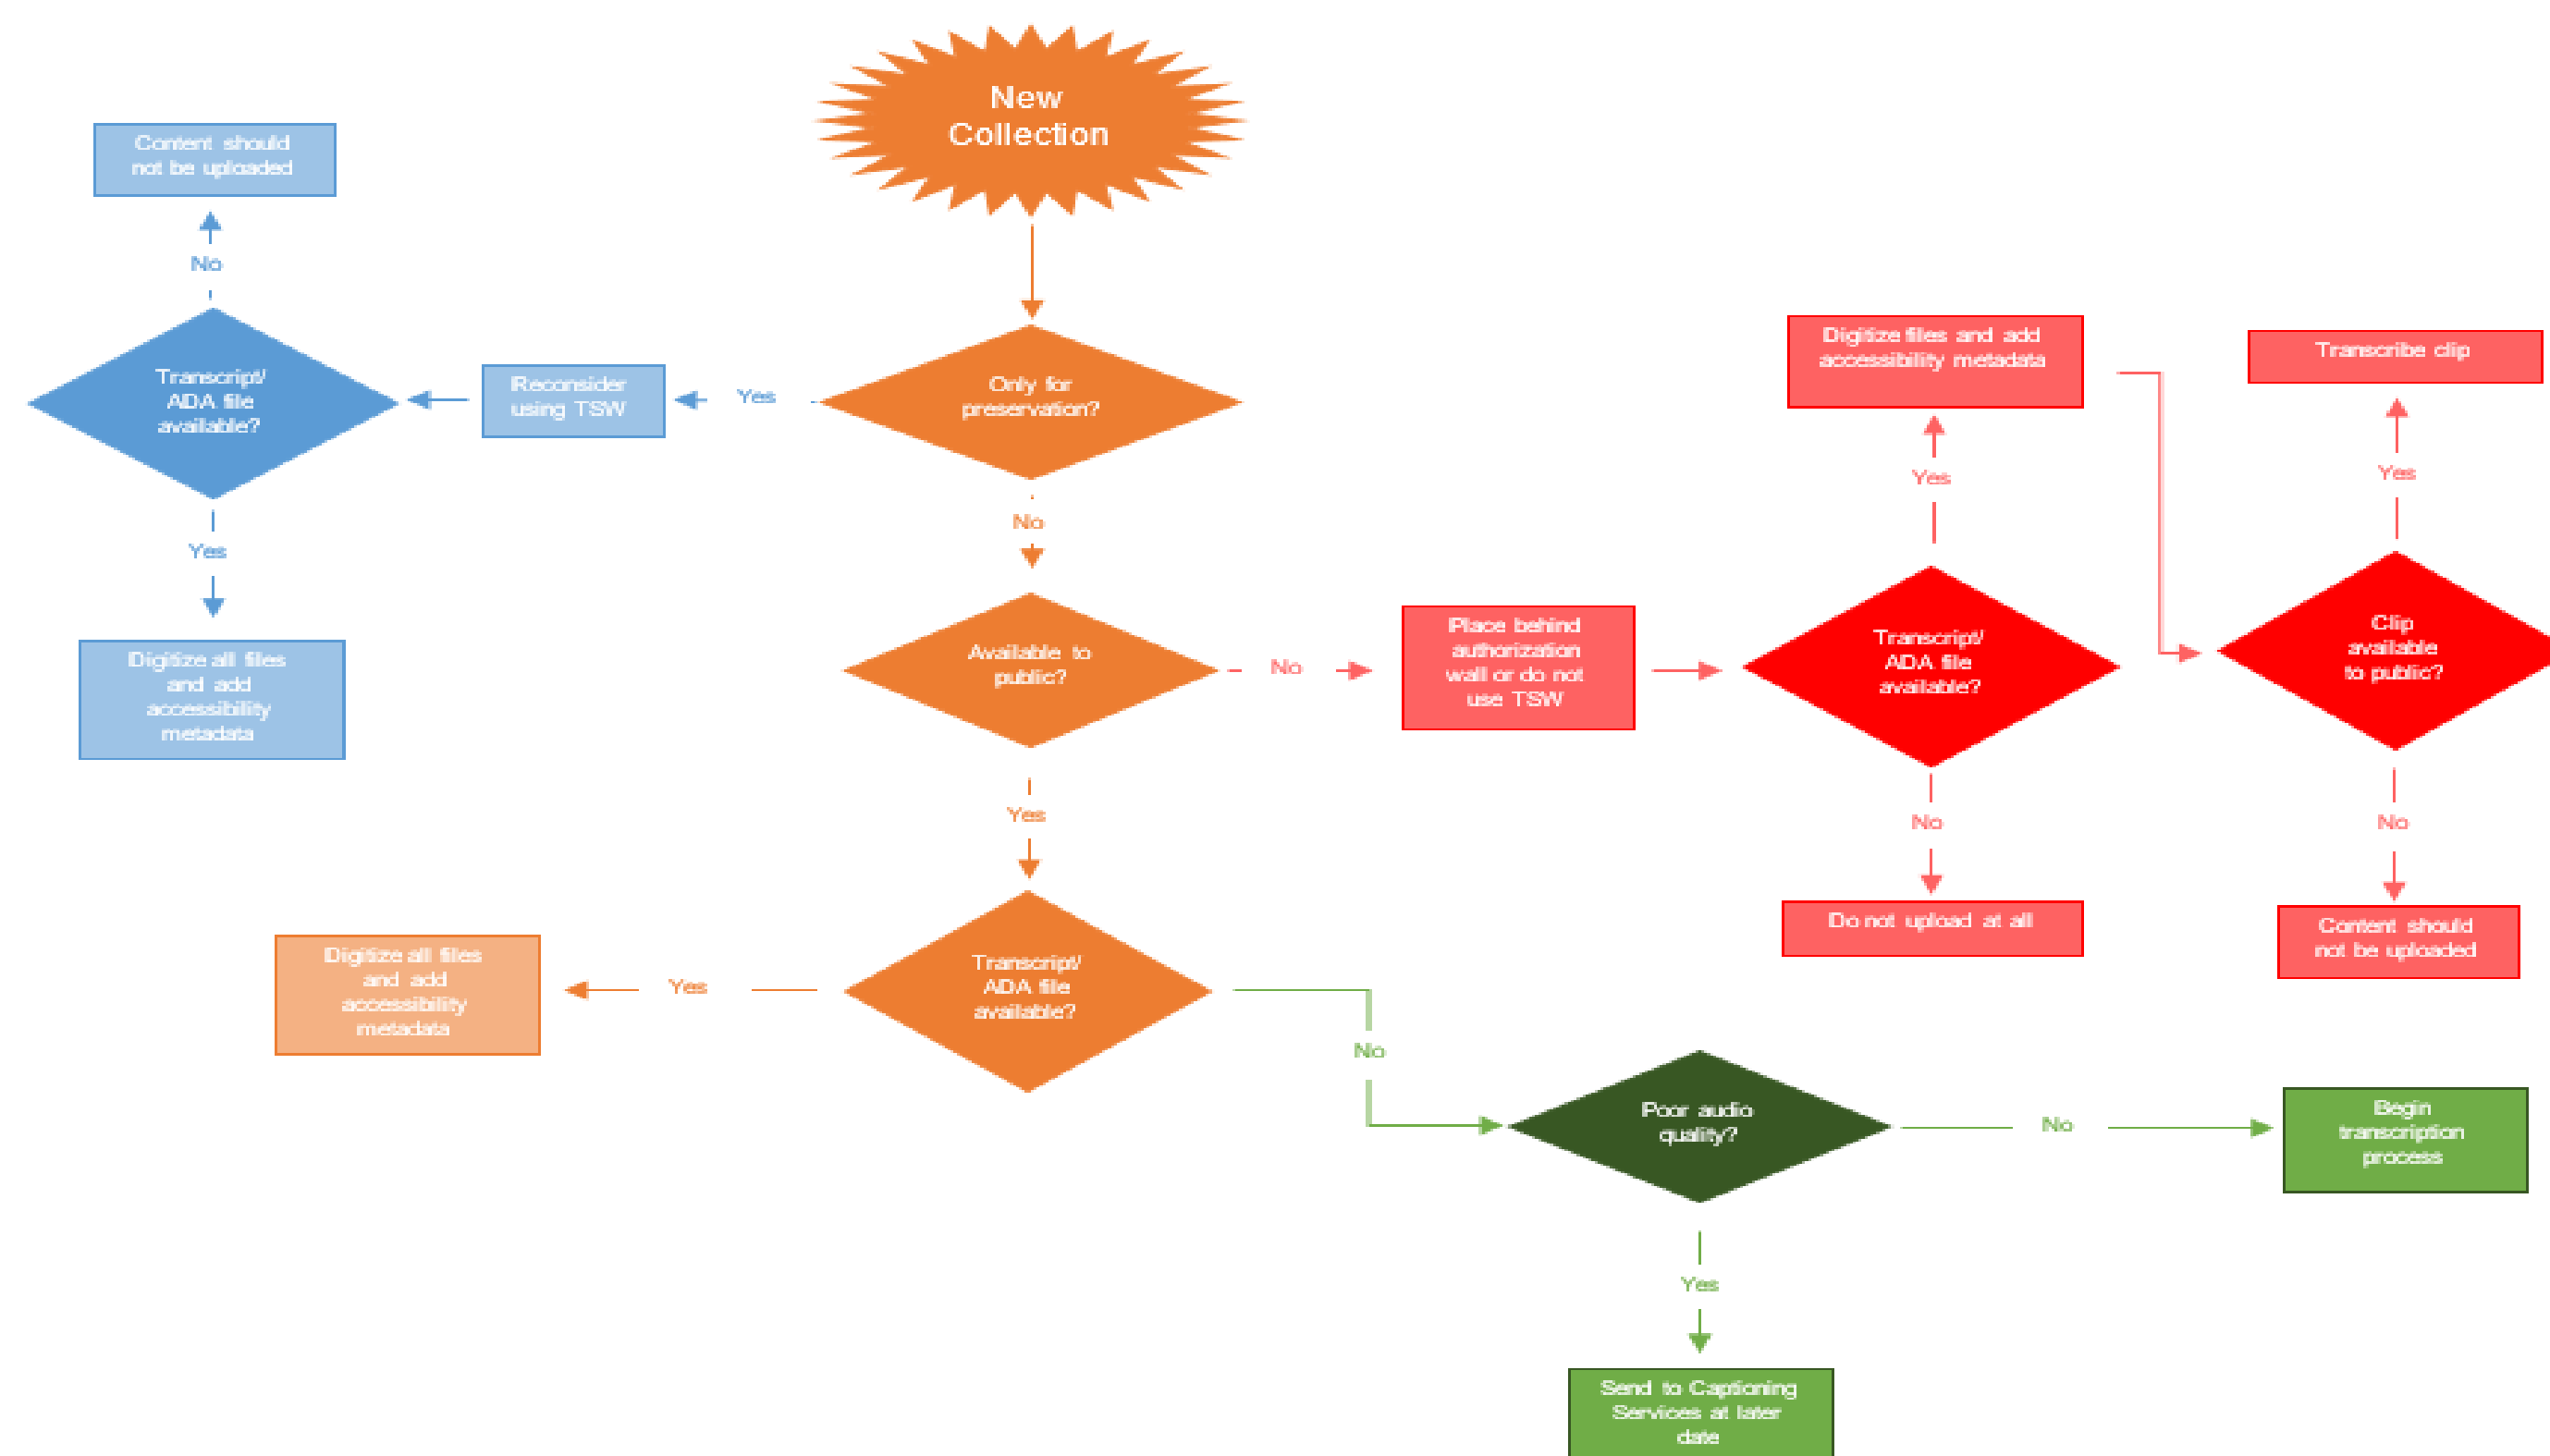 New
Collection
Content should
not be uploaded
No
Transcript/
ADA file
available?
Yes
Digitize all files
and add
accessibility
metadata
Reconsider
using TSW
Yes
Only for
preservation?
No
Available to
public?
No
Place behind
authorization
wall or do not
use TSW
Transcript/
ADA file
available?
Yes
Digitize files and add
accessibility metadata
No
Do not upload at all
Clip
available
to public?
Yes
Transcribe clip
No
Content should
not be uploaded
Yes
Transcript/
ADA file
available?
Yes
Digitize all files
and add
accessibility
metadata
No
Poor audio
quality?
No
Begin
transcription
process
Yes
Send to Captioning
Services at later
date